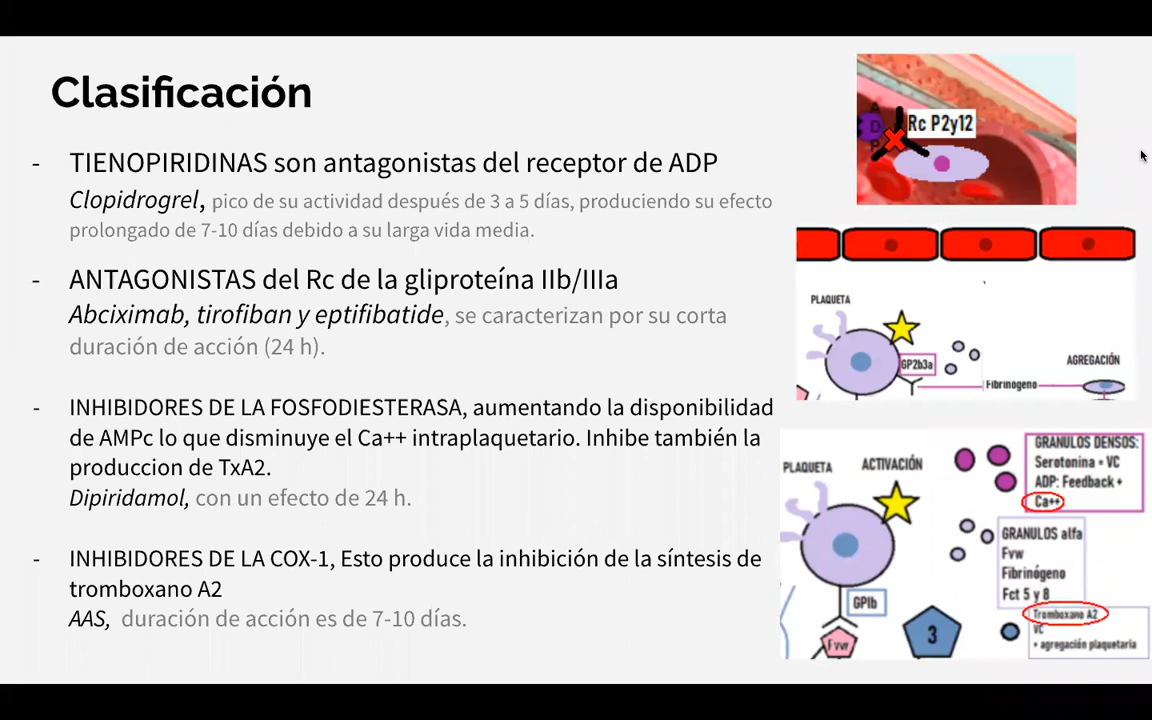 Clasificación
- TIENOPIRIDINAS son antagonistas del receptor de ADP
Clopidrogrel, pico de su actividad después de 3 a 5 días, produciendo su efecto
prolongado de 7-10 días debido a su larga vida media.
- ANTAGONISTAS del Rc de la gliproteína IIb/IIIa
Abciximab, tirofiban y eptifibatide, se caracterizan por su corta
duración de acción (24 h).
- INHIBIDORES DE LA FOSFODIESTERASA, aumentando la disponibilidad
de AMPc lo que disminuye el Ca++ intraplaquetario. Inhibe también la
produccion de TxA2.
Dipiridamol, con un efecto de 24 h.
- INHIBIDORES DE LA COX-1, Esto produce la inhibición de la síntesis de
tromboxano A2
AAS, duración de acción es de 7-10 días.
ADP
Rc P2y12
PLAQUETA
GP2b3a
Fibrinogeno
AGREGACIÓN
PLAQUETA
ACTIVACIÓN
GPIb
Fvw
3
GRANULOS DENSOS:
Serotonina = VC
ADP: Feedback +
Ca++
GRANULOS alfa
Fvw
Fibrinógeno
Fct 5 y 8
Tromboxano A2
VC
+ agregación plaquetaria